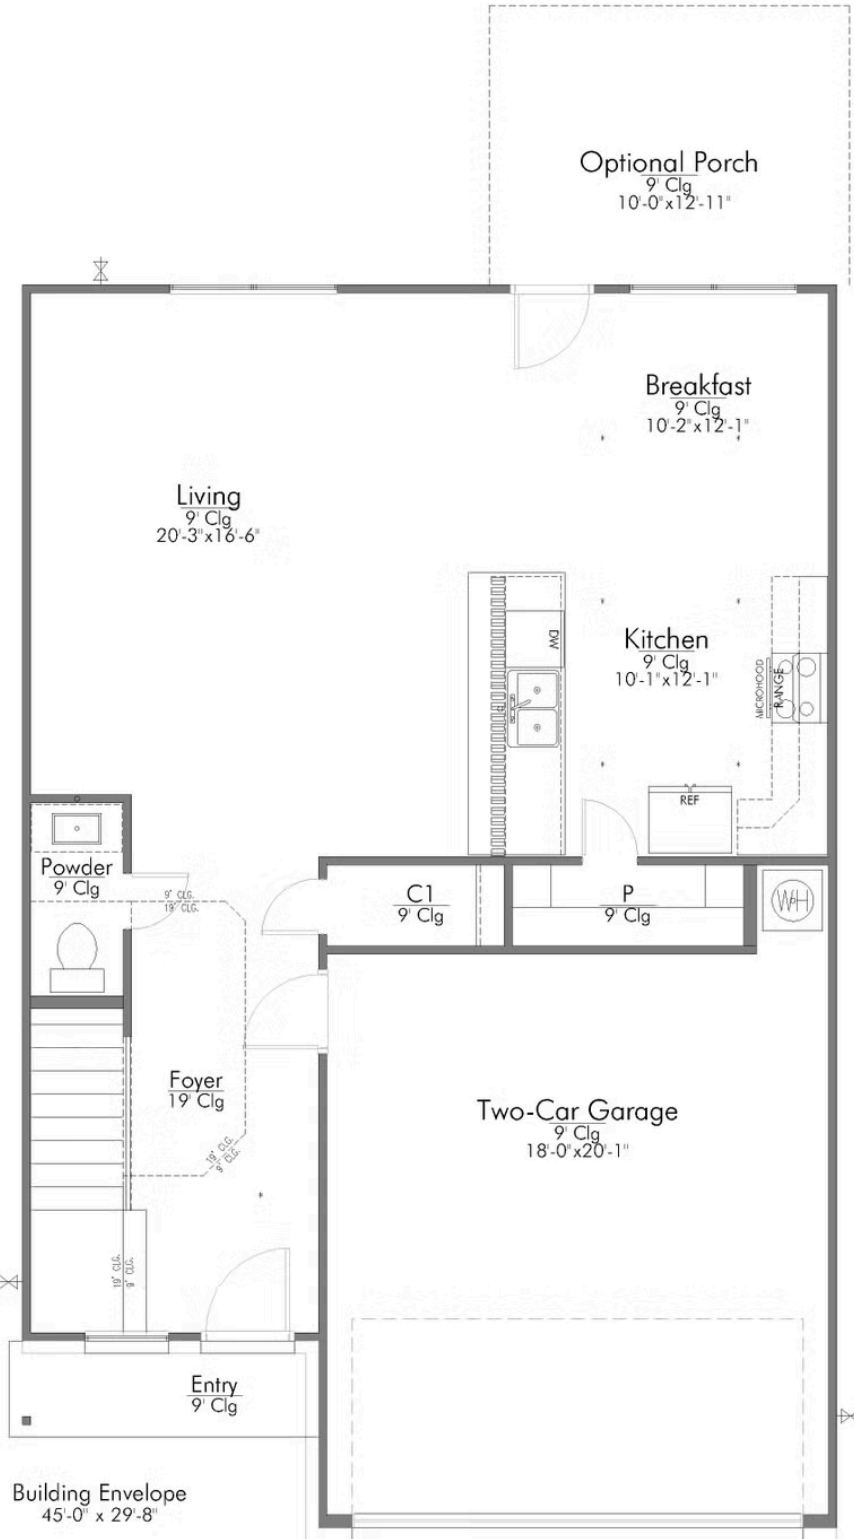 Optional Porch
9' Clg
10'-0"x12'-11"
Breakfast
9' Clg
10'-2"x12'-1"
Living
9' Clg
20'-3"x16'-6"
DW
Kitchen
9' Clg
10'-1"x12'-1"
MICROHOOD
RANGE
REF
Powder
9' Clg
9' CLG.
19' CLG.
C1
9' Clg
P
9' Clg
WH
Foyer
19' Clg
19' CLG.
9' CLG.
Two-Car Garage
9' Clg
18'-0"x20'-1"
19' CLG.
9' CLG.
Entry
9' Clg
Building Envelope
45'-0" x 29'-8"